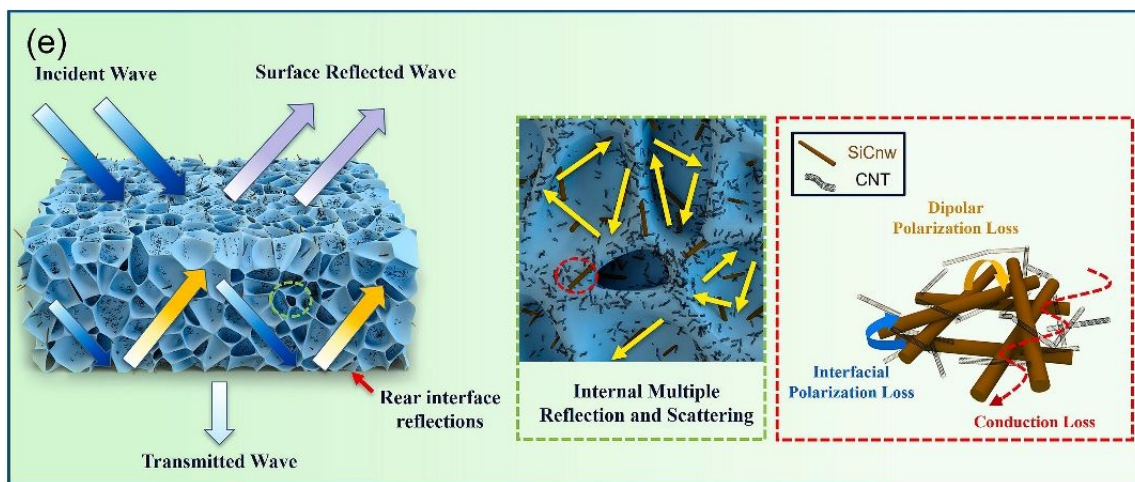 (e)
Incident Wave
Surface Reflected Wave
Rear interface
reflections
Transmitted Wave
Internal Multiple
Reflection and Scattering
SiCnw
CNT
Dipolar
Polarization Loss
Interfacial
Polarization Loss
Conduction Loss